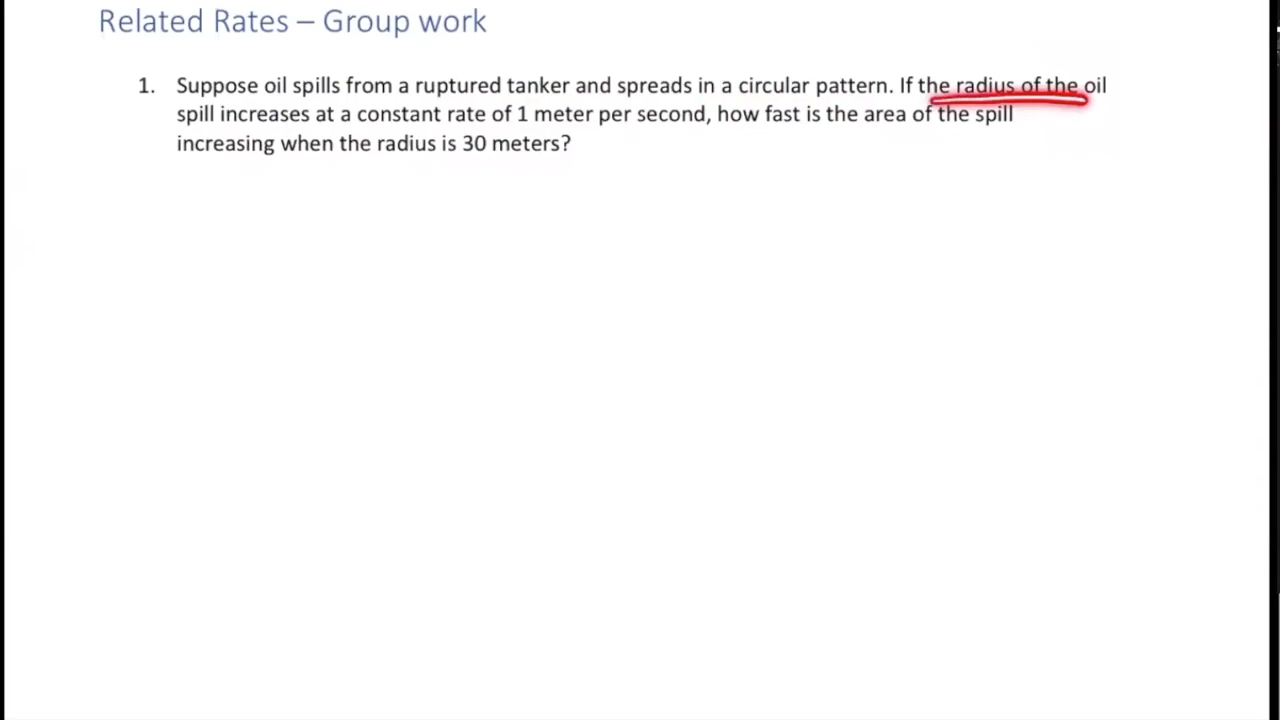 Related Rates – Group work
1. Suppose oil spills from a ruptured tanker and spreads in a circular pattern. If the radius of the oil
spill increases at a constant rate of 1 meter per second, how fast is the area of the spill
increasing when the radius is 30 meters?